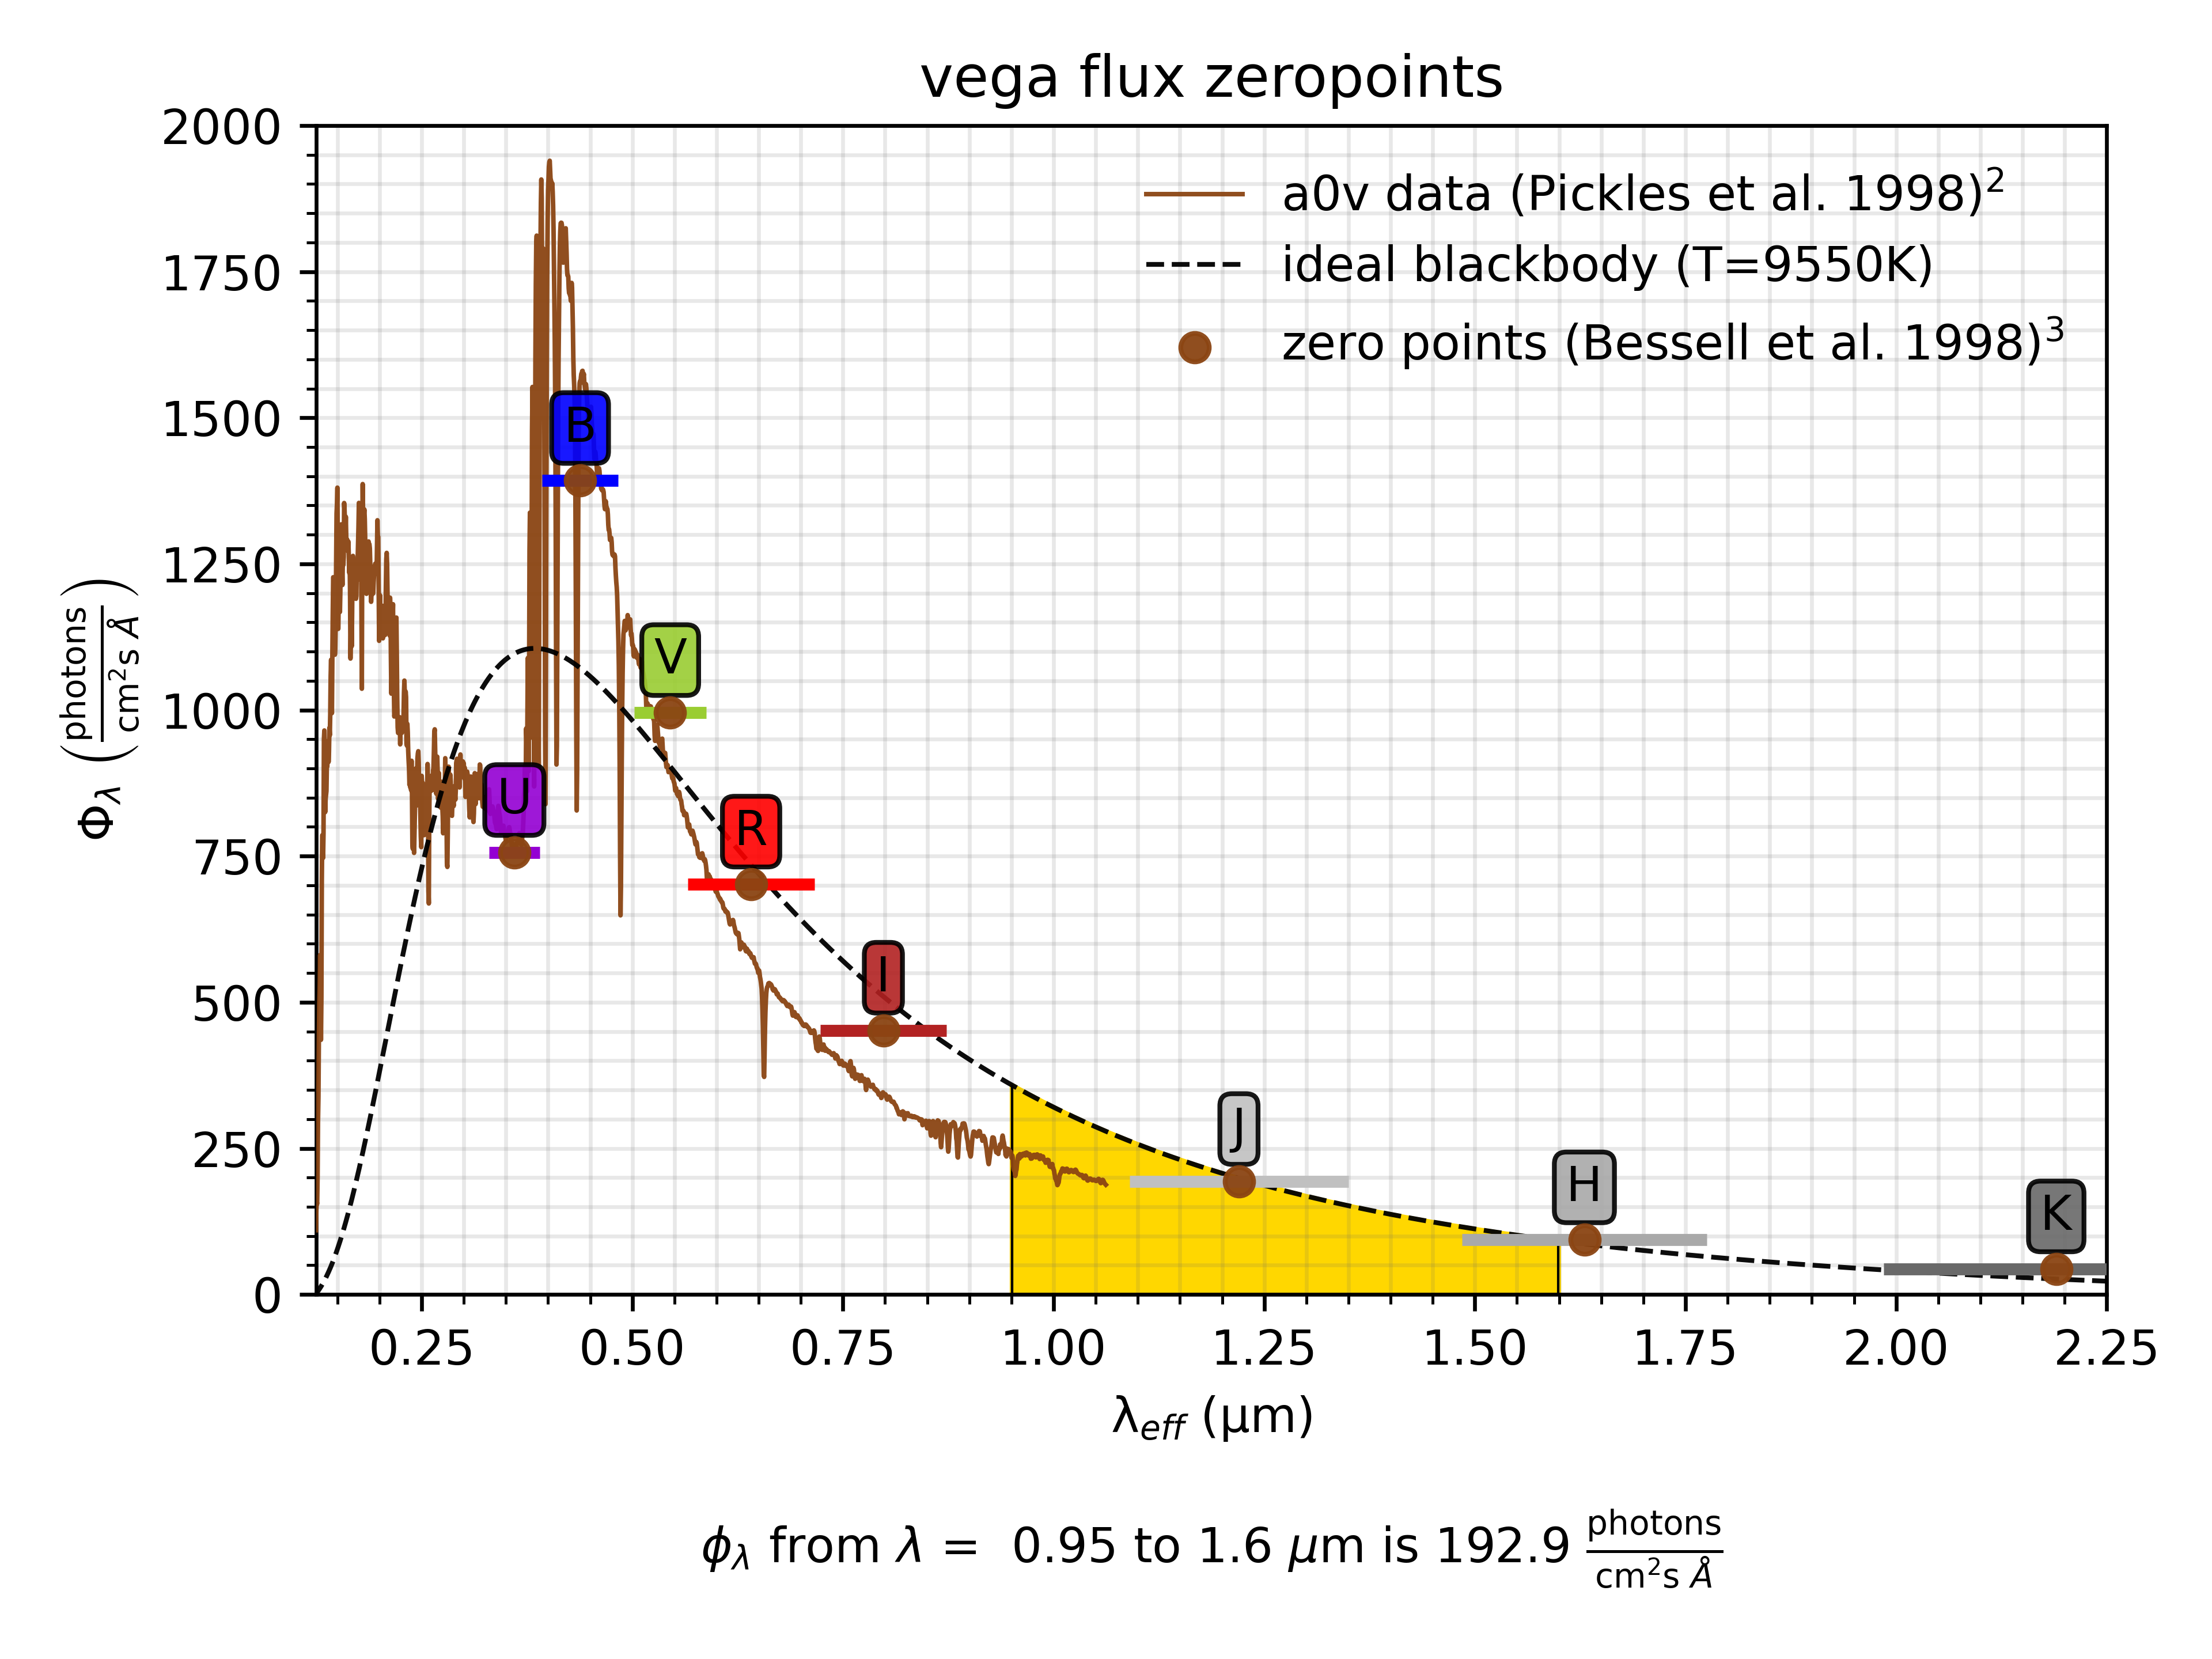 vega flux zeropoints
2000
1750
1500
1250
1000
750
500
250
0
Φλ (photons / cm²s Å)
a0v data (Pickles et al. 1998)²
ideal blackbody (T=9550K)
zero points (Bessell et al. 1998)³
B
V
U
R
I
J
H
K
0.25 0.50 0.75 1.00 1.25 1.50 1.75 2.00 2.25
λeff (μm)
ϕλ from λ = 0.95 to 1.6 μm is 192.9 photons / cm²s Å